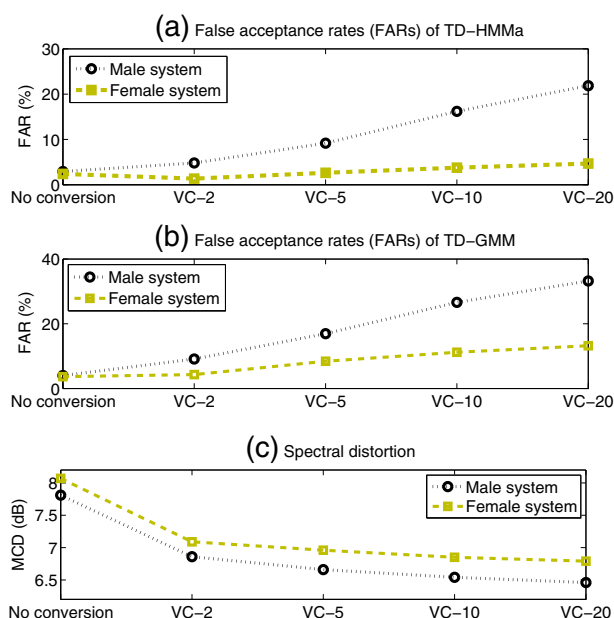 (a) False acceptance rates (FARs) of TD-HMMa
30
20
10
0
FAR (%)
Male system
Female system
No conversion VC-2 VC-5 VC-10 VC-20
(b) False acceptance rates (FARs) of TD-GMM
40
20
0
FAR (%)
Male system
Female system
No conversion VC-2 VC-5 VC-10 VC-20
(c) Spectral distortion
8
7.5
7
6.5
MCD (dB)
Male system
Female system
No conversion VC-2 VC-5 VC-10 VC-20